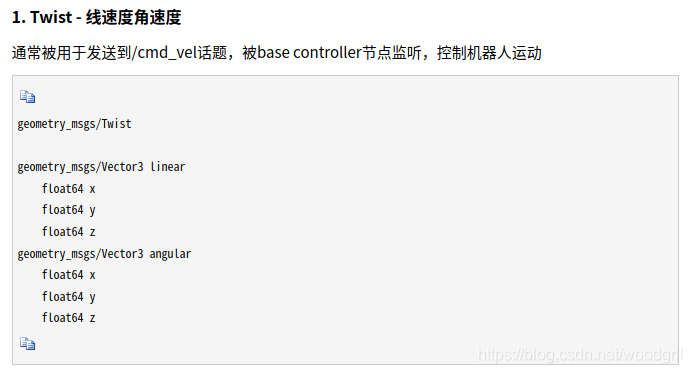 1. Twist - 线速度角速度
通常被用于发送到/cmd_vel话题，被base controller节点监听，控制机器人运动
geometry_msgs/Twist
geometry_msgs/Vector3 linear
float64 x
float64 y
float64 z
geometry_msgs/Vector3 angular
float64 x
float64 y
float64 z
https://blog.csdn.net/woodgril